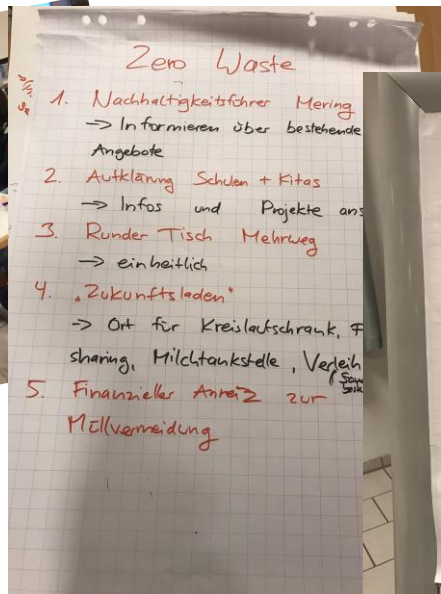 Zero Waste
1. Nachhaltigkeitsführer Mering
-> Informieren über bestehende
Angebote
2. Aufklärung Schulen + Kitas
-> Infos und Projekte ans
3. Runder Tisch Mehrweg
-> einheitlich
4. „Zukunftsladen"
-> Ort für Kreislaufschrank, F
sharing, Milchtankstelle, Verleih
5. Finanzieller Anreiz zur
Müllvermeidung